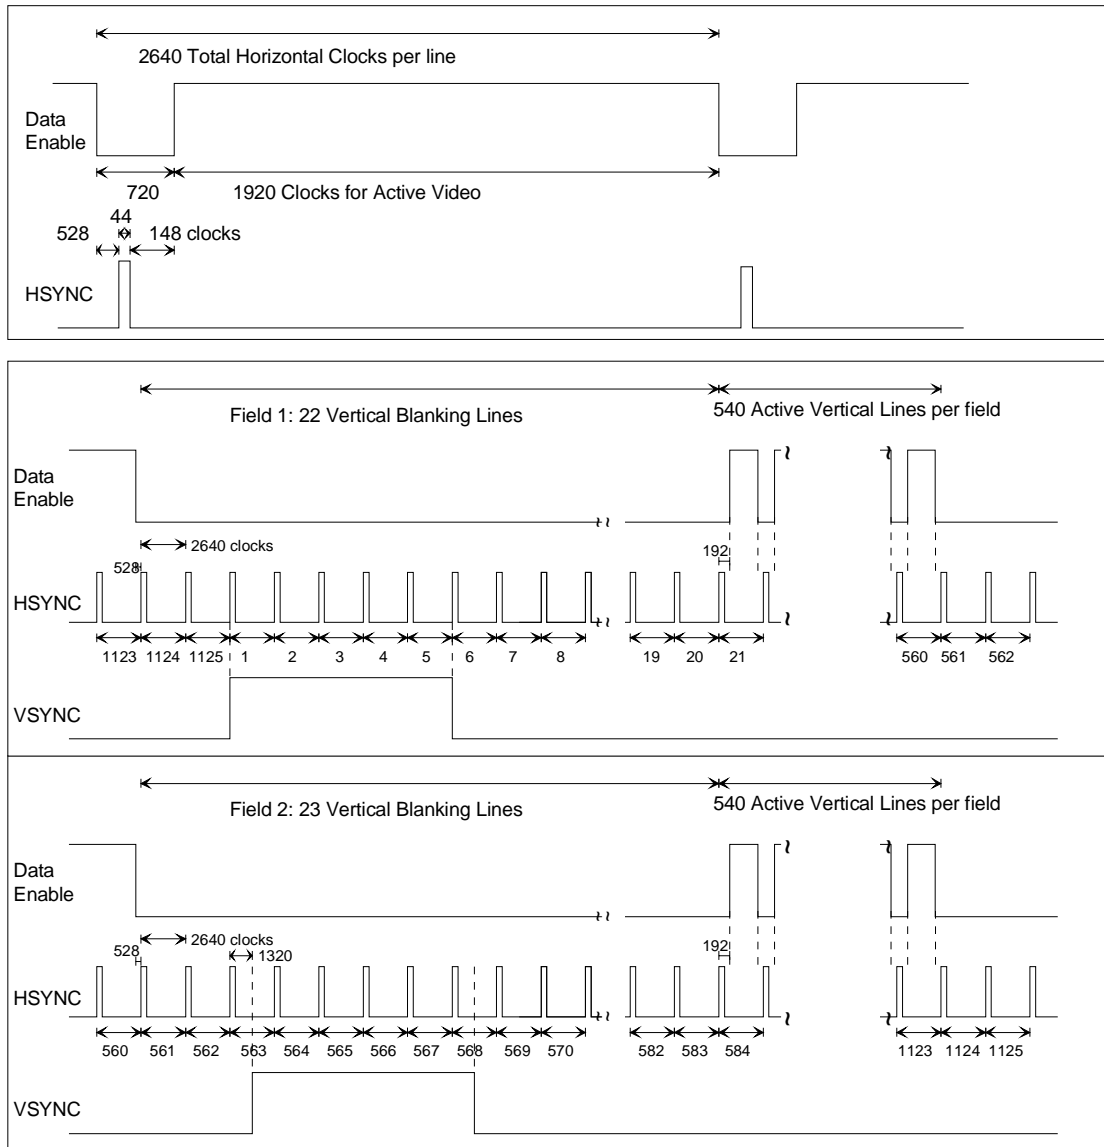 2640 Total Horizontal Clocks per line
Data
Enable
720 1920 Clocks for Active Video
44
528 148 clocks
HSYNC
Field 1: 22 Vertical Blanking Lines 540 Active Vertical Lines per field
Data
Enable
2640 clocks 192
528
HSYNC
1123 1124 1125 1 2 3 4 5 6 7 8 19 20 21 560 561 562
VSYNC
Field 2: 23 Vertical Blanking Lines 540 Active Vertical Lines per field
Data
Enable
2640 clocks
528 1320 192
HSYNC
560 561 562 563 564 565 566 567 568 569 570 582 583 584 1123 1124 1125
VSYNC